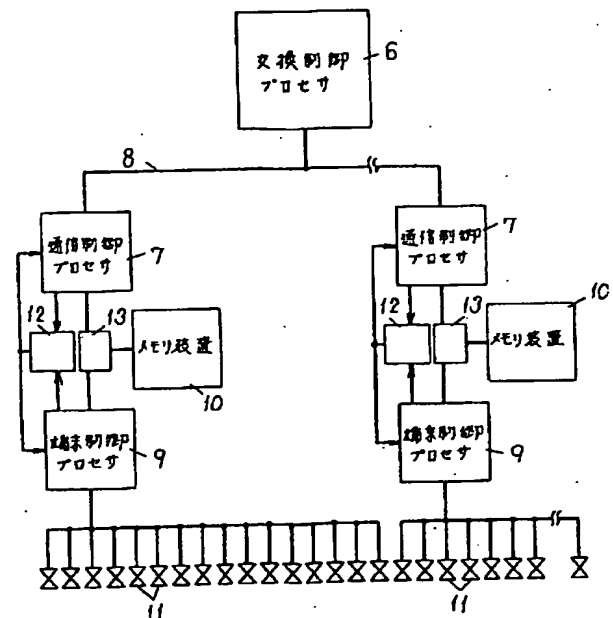 交換制御
プロセサ
6
8
通信制御
プロセサ
7
12
13
メモリ装置
10
端末制御
プロセサ
9
11
通信制御
プロセサ
7
12
13
メモリ装置
10
端末制御
プロセサ
9
11